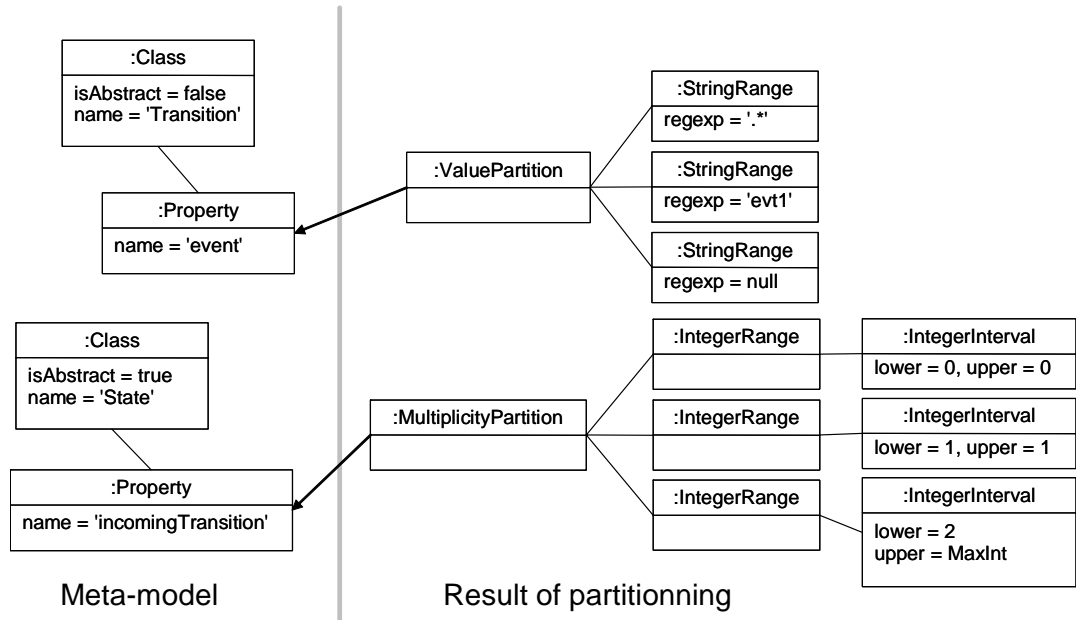 :Class
isAbstract = false
name = 'Transition'
:Property
name = 'event'
:Class
isAbstract = true
name = 'State'
:Property
name = 'incomingTransition'
Meta-model
:ValuePartition
:StringRange
regexp = '.*'
:StringRange
regexp = 'evt1'
:StringRange
regexp = null
:MultiplicityPartition
:IntegerRange
:IntegerInterval
lower = 0, upper = 0
:IntegerRange
:IntegerInterval
lower = 1, upper = 1
:IntegerRange
:IntegerInterval
lower = 2
upper = MaxInt
Result of partitionning